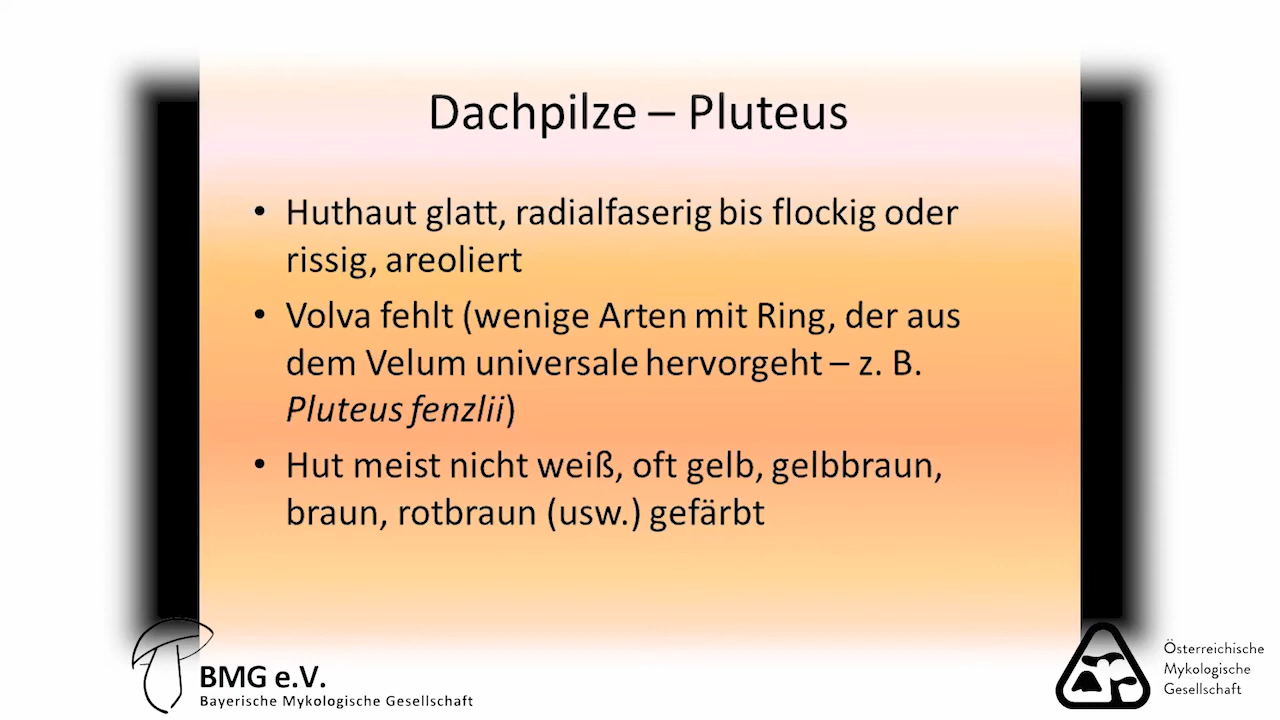 Dachpilze – Pluteus
• Huthaut glatt, radialfaserig bis flockig oder
rissig, areoliert
• Volva fehlt (wenige Arten mit Ring, der aus
dem Velum universale hervorgeht – z. B.
Pluteus fenzlii)
• Hut meist nicht weiß, oft gelb, gelbbraun,
braun, rotbraun (usw.) gefärbt
BMG e.V.
Bayerische Mykologische Gesellschaft
Österreichische
Mykologische
Gesellschaft